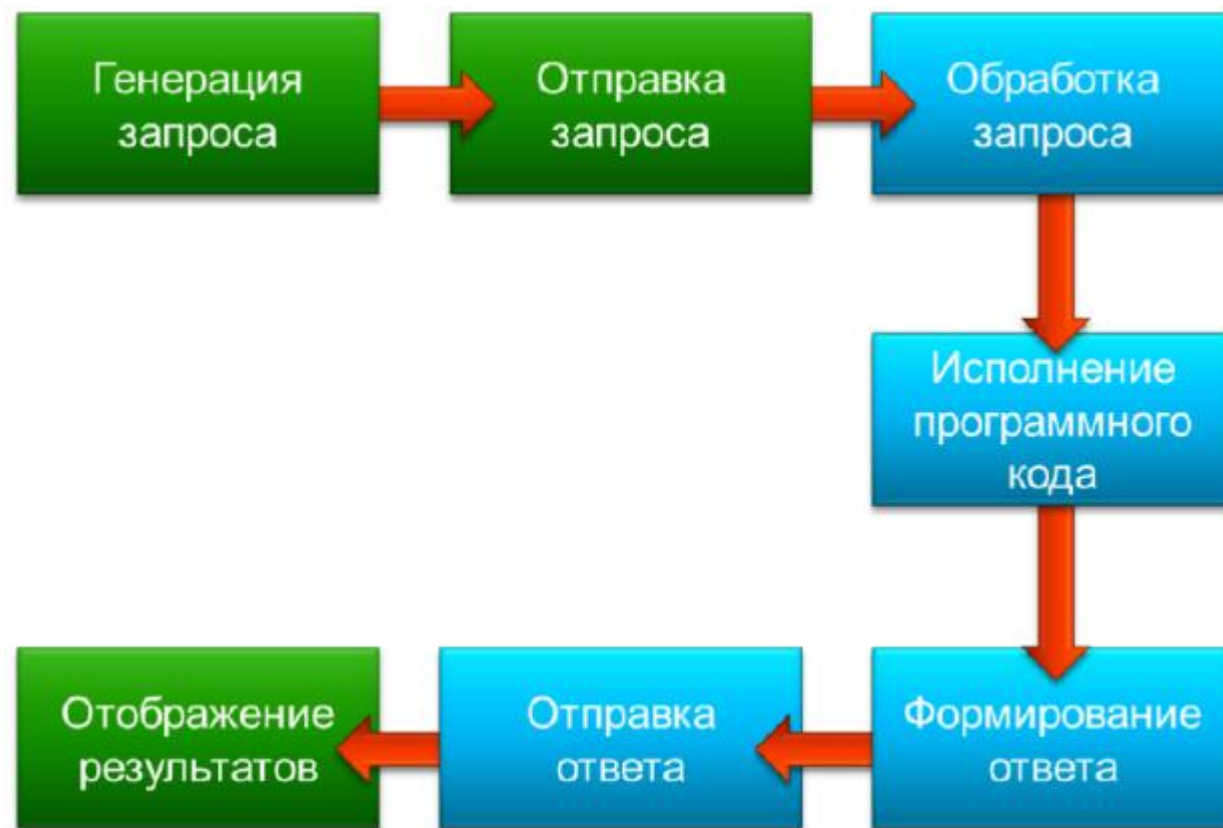 Генерация
запроса
Отправка
запроса
Обработка
запроса
Исполнение
программного
кода
Формирование
ответа
Отправка
ответа
Отображение
результатов